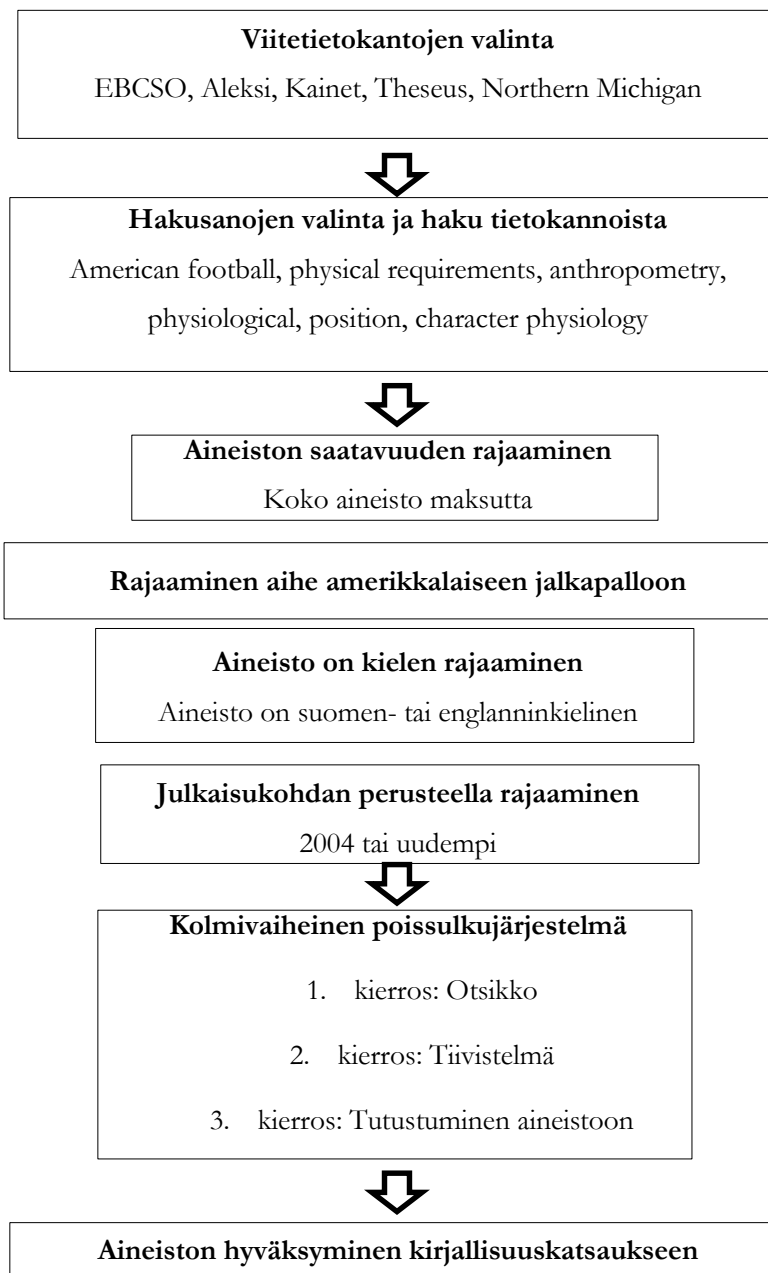 Viitetietokantojen valinta
EBCSO, Aleksi, Kainet, Theseus, Northern Michigan
Hakusanojen valinta ja haku tietokannoista
American football, physical requirements, anthropometry,
physiological, position, character physiology
Aineiston saatavuuden rajaaminen
Koko aineisto maksutta
Rajaaminen aihe amerikkalaiseen jalkapalloon
Aineisto on kielen rajaaminen
Aineisto on suomen- tai englanninkielinen
Julkaisukohdan perusteella rajaaminen
2004 tai uudempi
Kolmivaiheinen poissulkujärjestelmä
1. kierros: Otsikko
2. kierros: Tiivistelmä
3. kierros: Tutustuminen aineistoon
Aineiston hyväksyminen kirjallisuuskatsaukseen